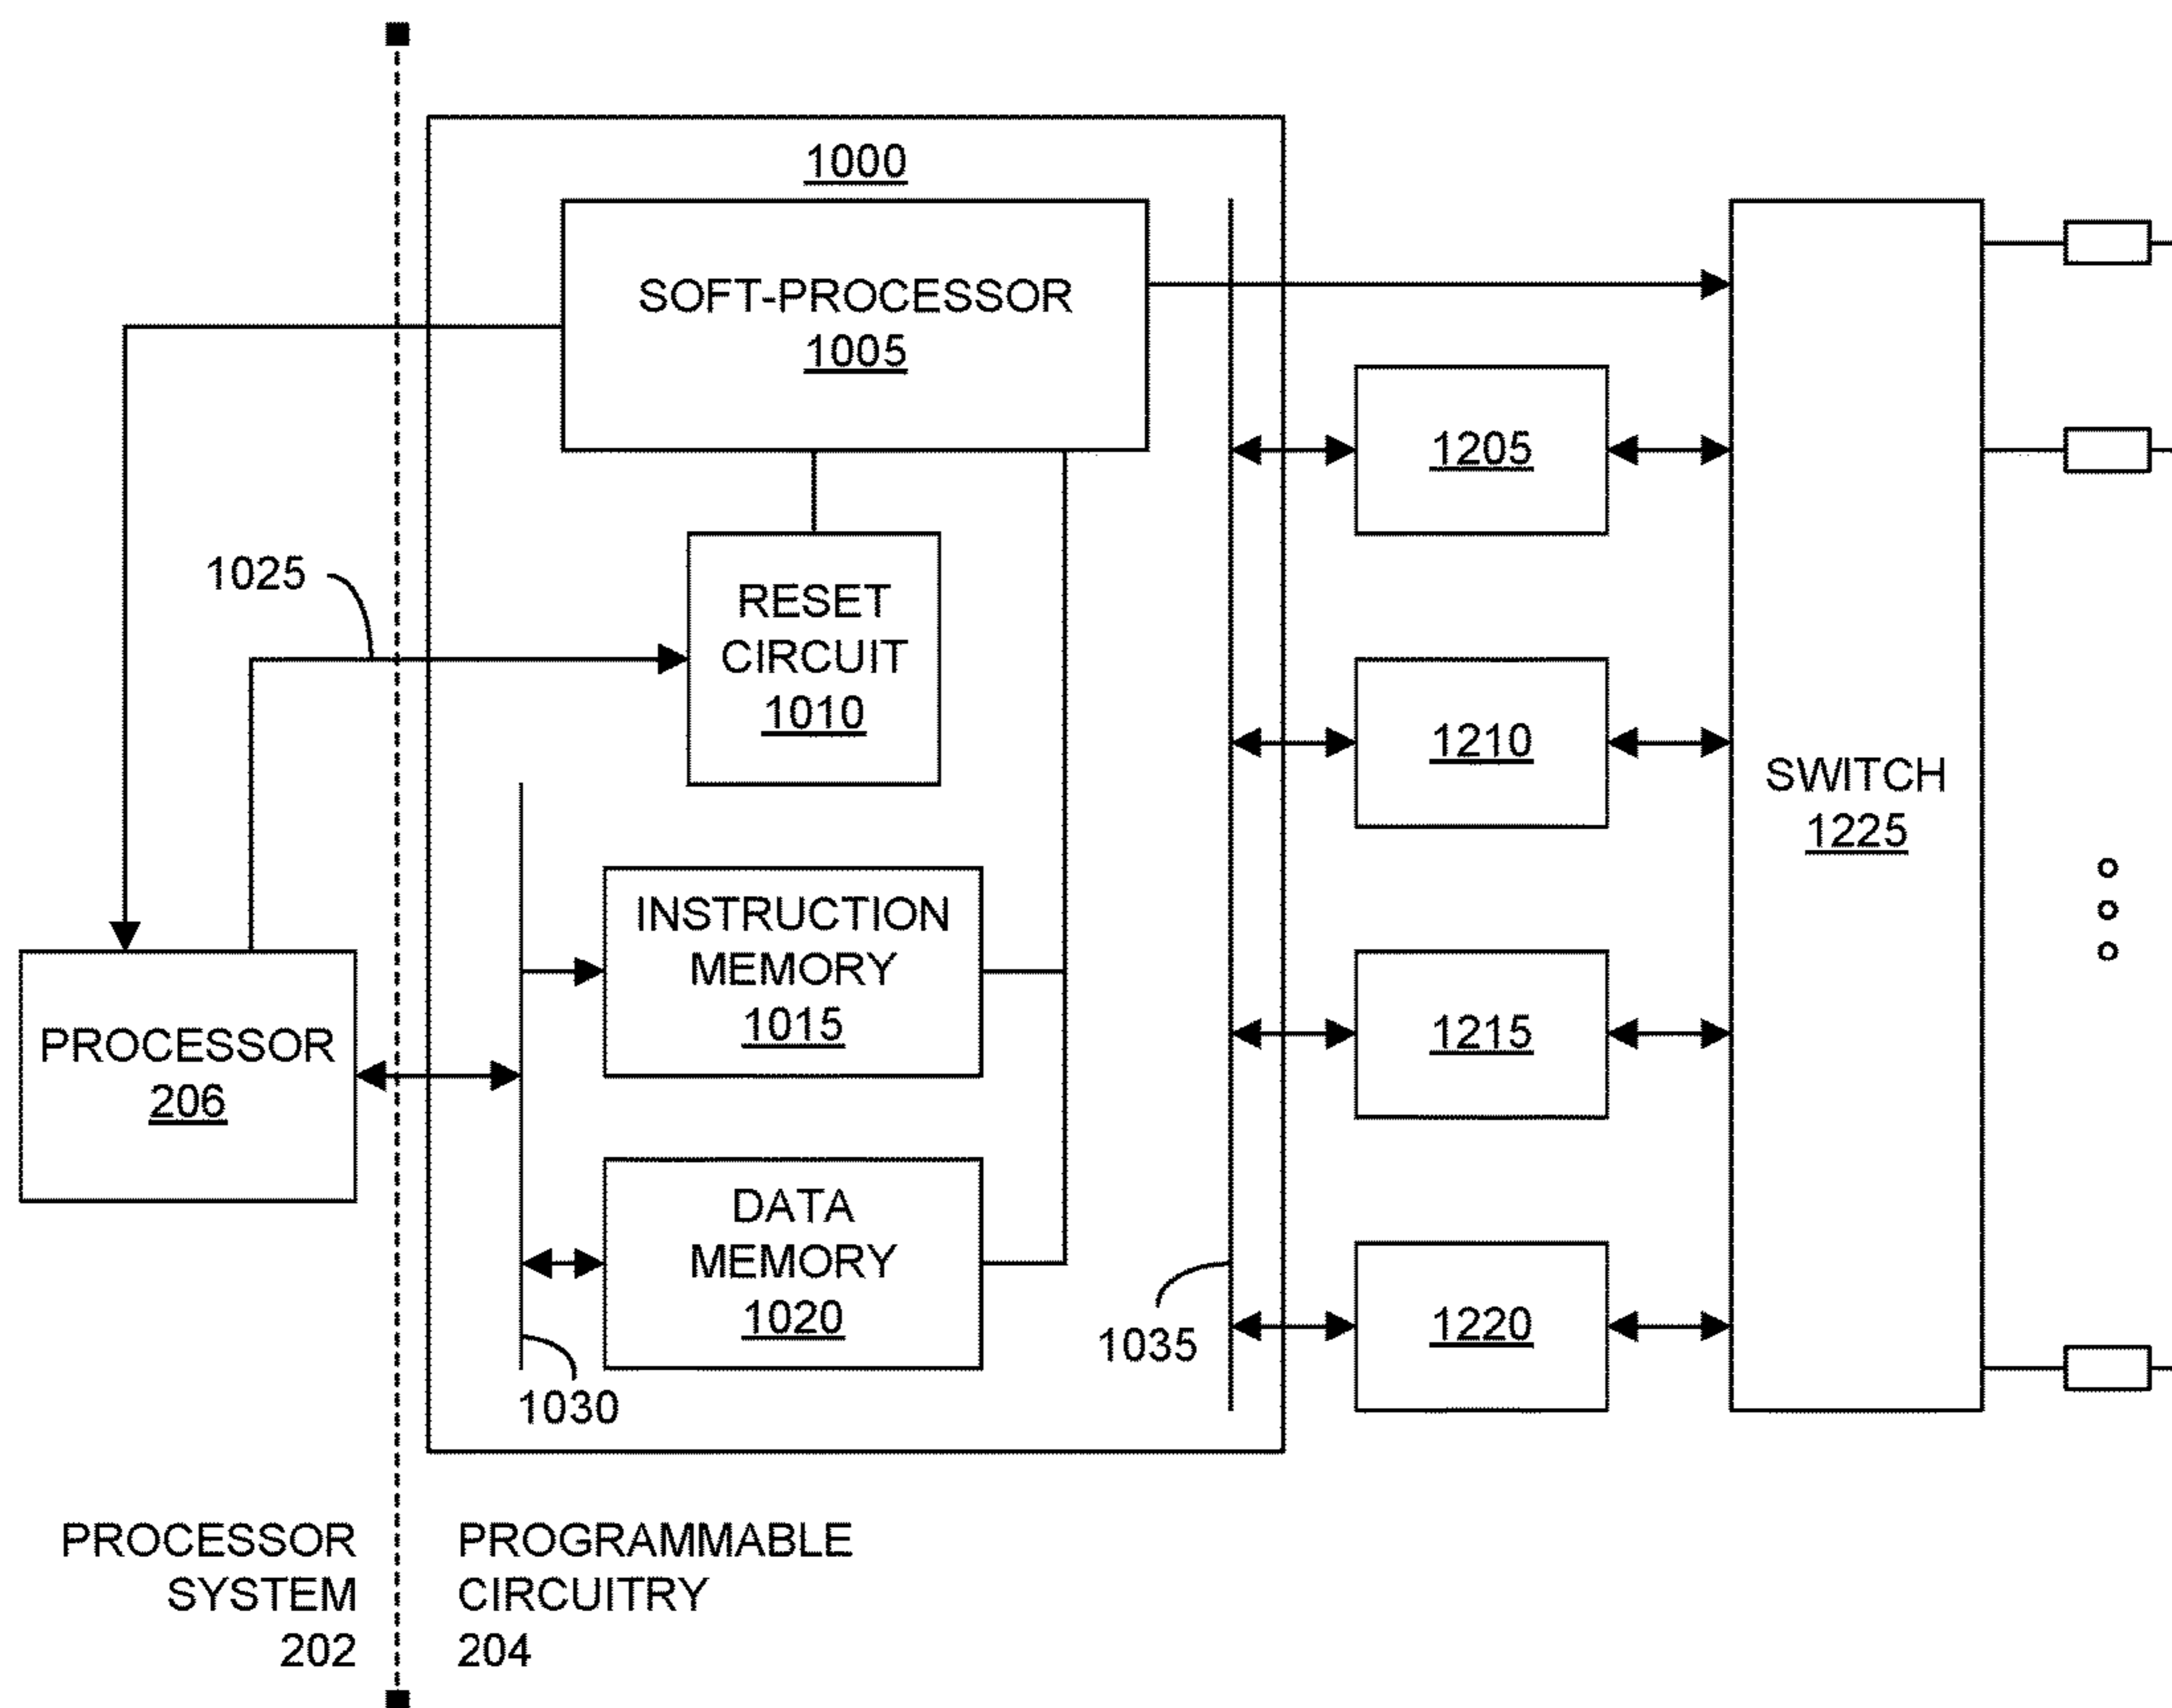 1000
SOFT-PROCESSOR
1005
1205
1025
RESET
CIRCUIT
1010
1210
SWITCH
1225
INSTRUCTION
MEMORY
1015
PROCESSOR
206
1215
DATA
MEMORY
1020
1220
1035
1030
PROCESSOR
SYSTEM
202
PROGRAMMABLE
CIRCUITRY
204